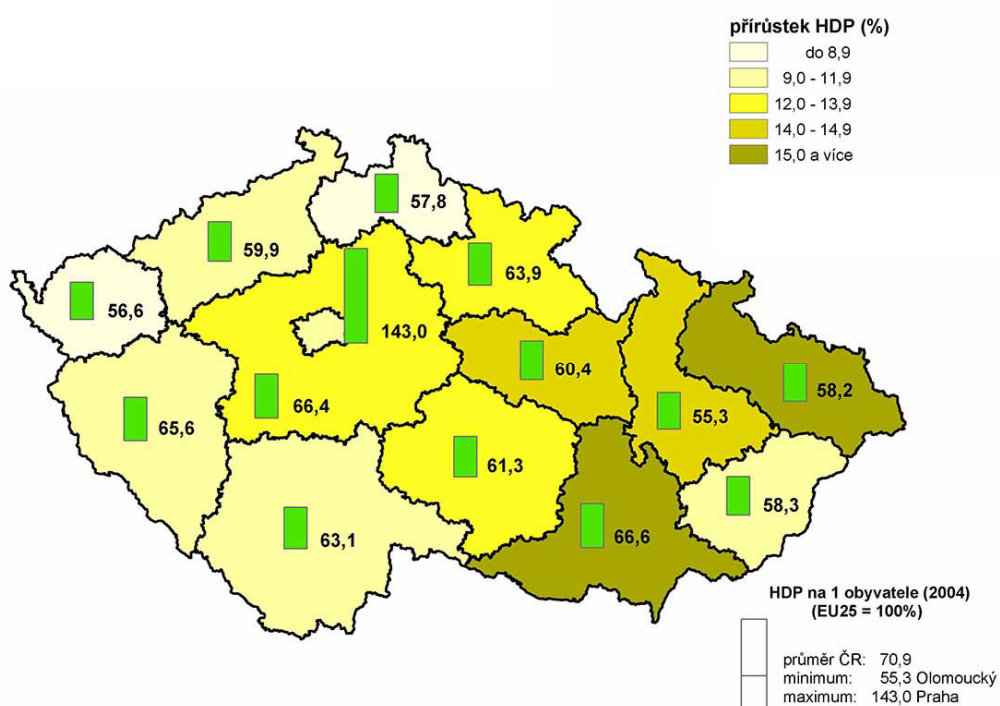 přírůstek HDP (%)
do 8,9
9,0 - 11,9
12,0 - 13,9
14,0 - 14,9
15,0 a více
57,8
59,9
63,9
56,6
143,0
60,4
58,2
66,4
55,3
65,6
61,3
58,3
63,1
66,6
HDP na 1 obyvatele (2004)
(EU25 = 100%)
průměr ČR: 70,9
minimum: 55,3 Olomoucký
maximum: 143,0 Praha